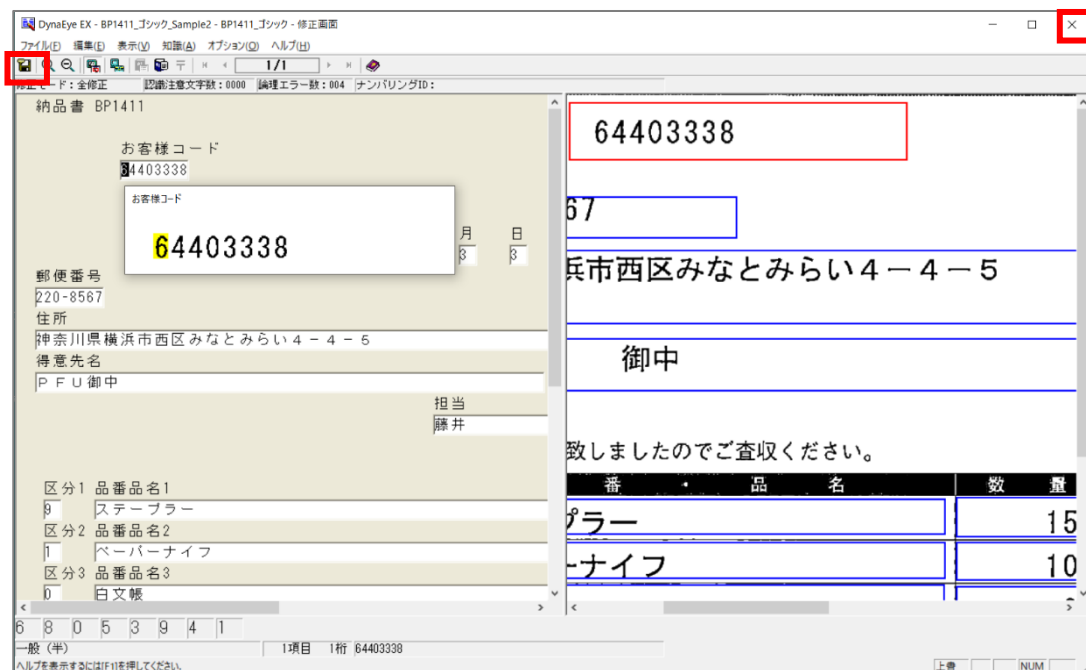 DynaEye EX - BP1411_ゴシック_Sample2 - BP1411_ゴシック - 修正画面
ファイル(F) 編集(E) 表示(V) 知識(A) オプション(O) ヘルプ(H)
1/1
修正モード:全修正 認識注意文字数:0000 論理エラー数:004 ナンバリングID:
納品書 BP1411
お客様コード
64403338
お客様コード
64403338
月 日
3 3
郵便番号
220-8567
住所
神奈川県横浜市西区みなとみらい4-4-5
得意先名
PFU御中
担当
藤井
区分1 品番品名1
9 ステープラー
区分2 品番品名2
1 ペーパーナイフ
区分3 品番品名3
0 白文帳
64403338
67
浜市西区みなとみらい4-4-5
御中
致しましたのでご査収ください。
番 ・ 品 名 数 量
プラー 15
ーナイフ 10
6 8 0 5 3 9 4 1
一般(半) 1項目 1桁 64403338
ヘルプを表示するには[F1]を押してください。 上書 NUM